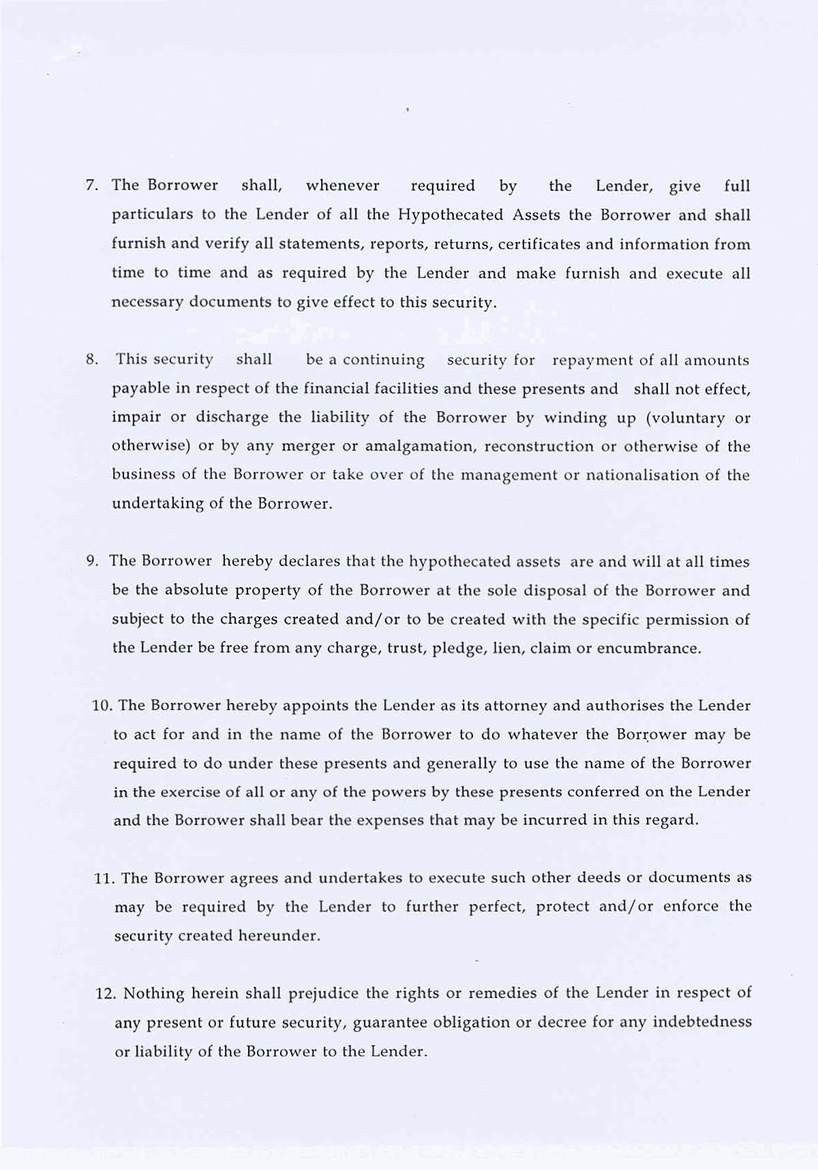 7. The Borrower shall, whenever required by the Lender, give full
particulars to the Lender of all the Hypothecated Assets the Borrower and shall
furnish and verify all statements, reports, returns, certificates and information from
time to time and as required by the Lender and make furnish and execute all
necessary documents to give effect to this security.
8. This security shall be a continuing security for repayment of all amounts
payable in respect of the financial facilities and these presents and shall not effect,
impair or discharge the liability of the Borrower by winding up (voluntary or
otherwise) or by any merger or amalgamation, reconstruction or otherwise of the
business of the Borrower or take over of the management or nationalisation of the
undertaking of the Borrower.
9. The Borrower hereby declares that the hypothecated assets are and will at all times
be the absolute property of the Borrower at the sole disposal of the Borrower and
subject to the charges created and/or to be created with the specific permission of
the Lender be free from any charge, trust, pledge, lien, claim or encumbrance.
10. The Borrower hereby appoints the Lender as its attorney and authorises the Lender
to act for and in the name of the Borrower to do whatever the Borrower may be
required to do under these presents and generally to use the name of the Borrower
in the exercise of all or any of the powers by these presents conferred on the Lender
and the Borrower shall bear the expenses that may be incurred in this regard.
11. The Borrower agrees and undertakes to execute such other deeds or documents as
may be required by the Lender to further perfect, protect and/or enforce the
security created hereunder.
12. Nothing herein shall prejudice the rights or remedies of the Lender in respect of
any present or future security, guarantee obligation or decree for any indebtedness
or liability of the Borrower to the Lender.